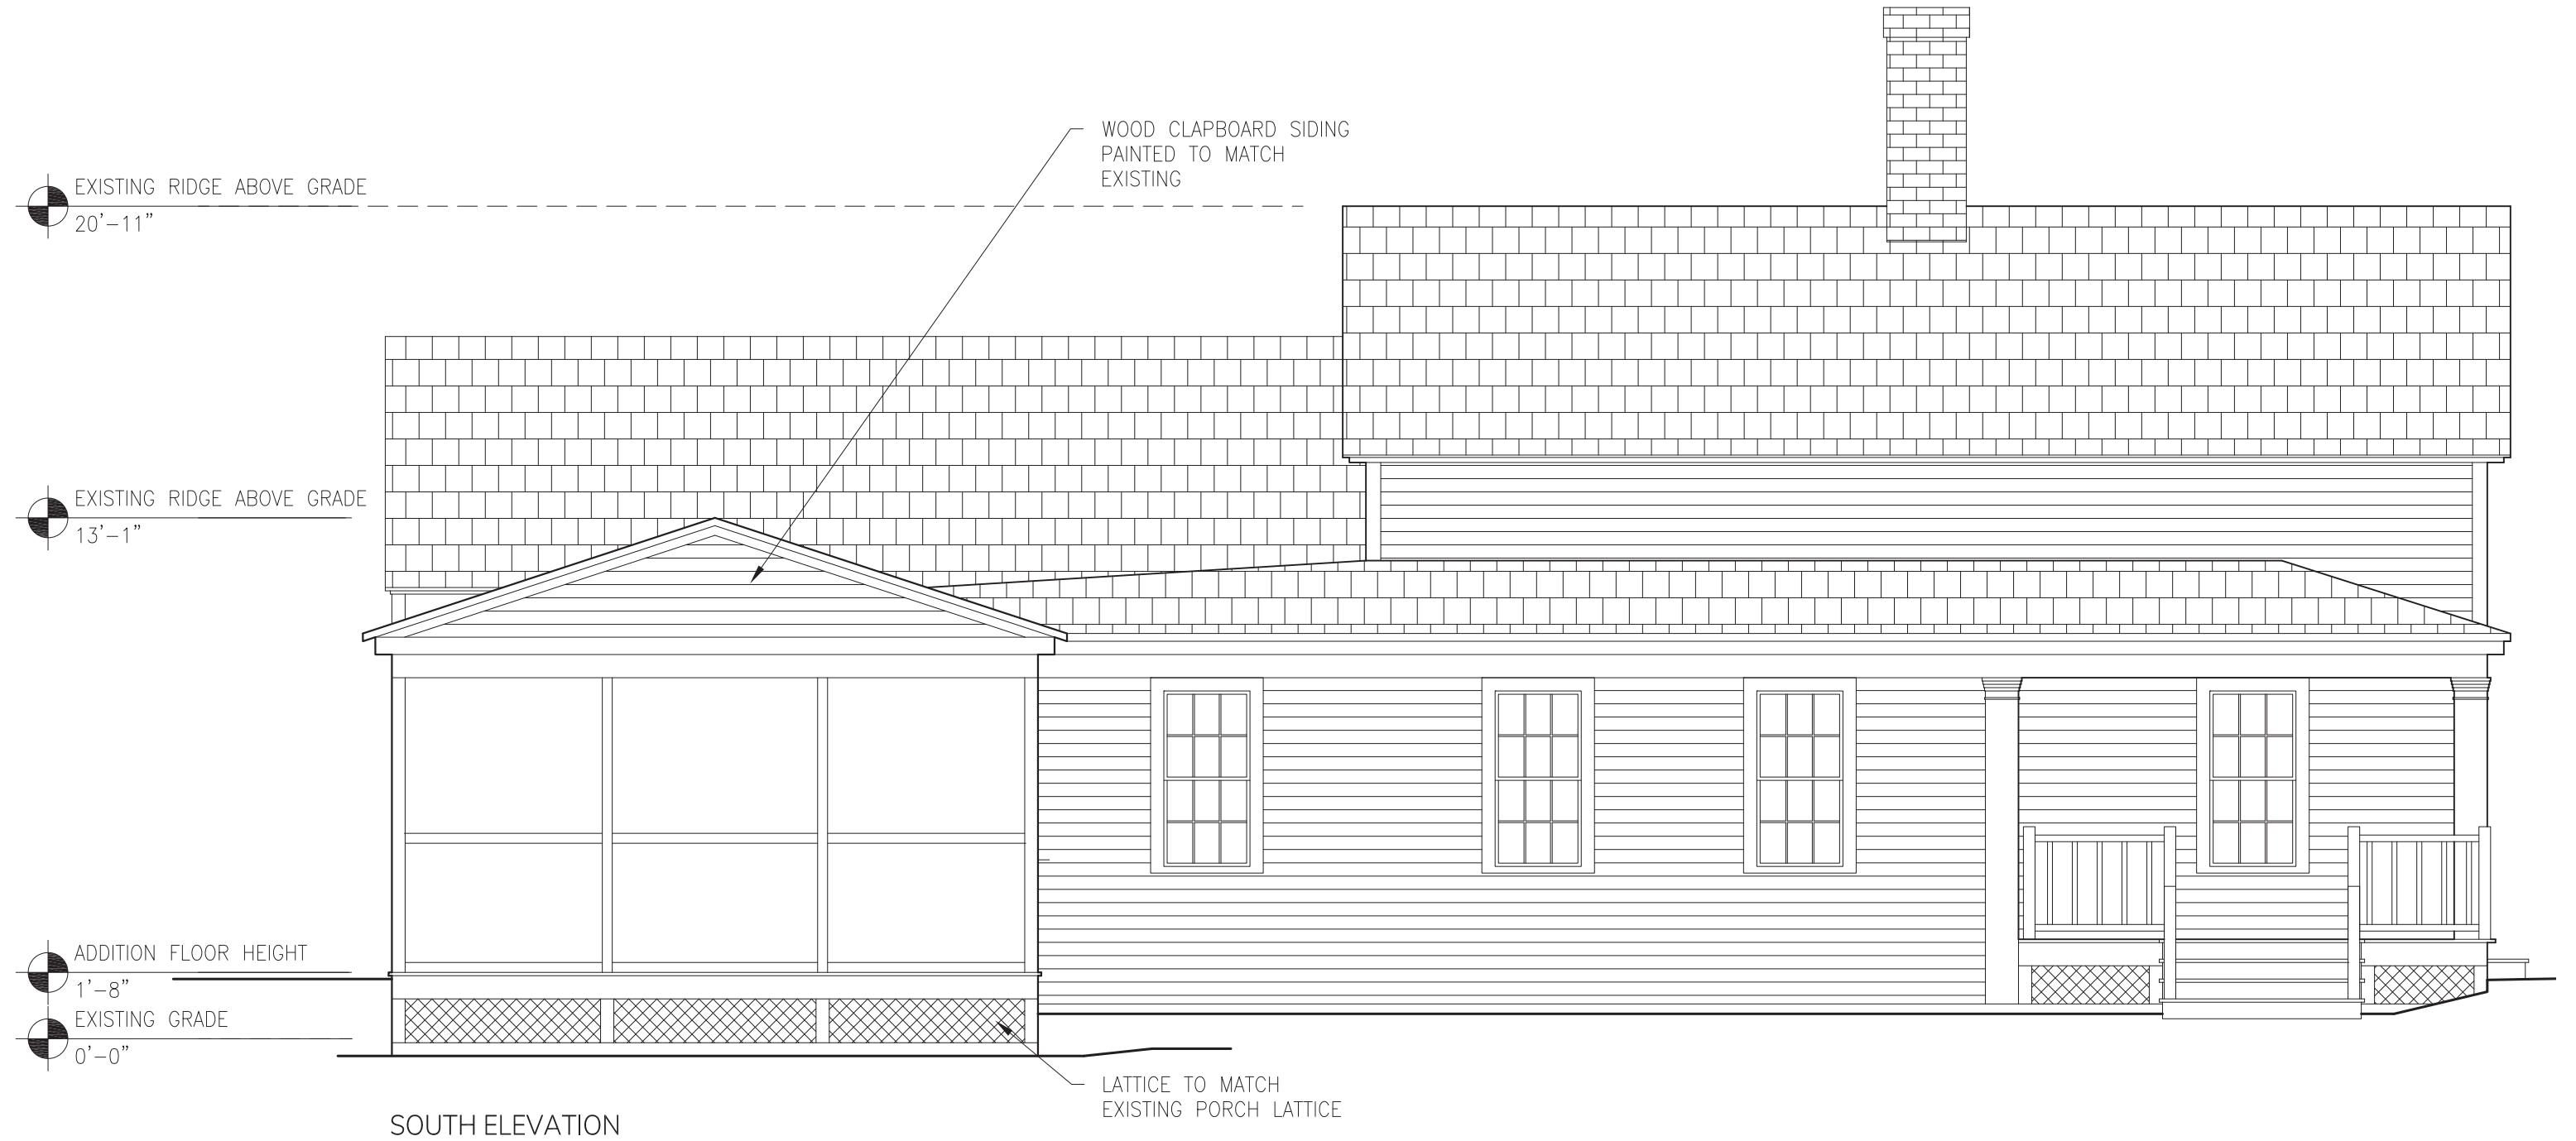 WOOD CLAPBOARD SIDING
PAINTED TO MATCH
EXISTING
EXISTING RIDGE ABOVE GRADE
20'-11"
EXISTING RIDGE ABOVE GRADE
13'-1"
ADDITION FLOOR HEIGHT
1'-8"
EXISTING GRADE
0'-0"
LATTICE TO MATCH
EXISTING PORCH LATTICE
SOUTH ELEVATION